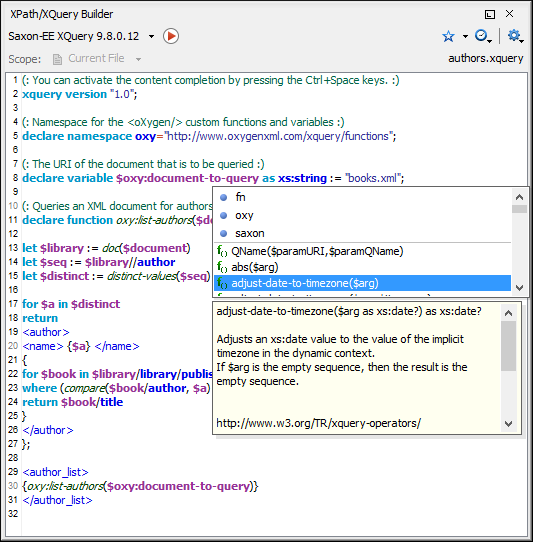 XPath/XQuery Builder
Saxon-EE XQuery 9.8.0.12
Scope: Current File authors.xquery
1 (: You can activate the content completion by pressing the Ctrl+Space keys. :)
2 xquery version "1.0";
3
4 (: Namespace for the <oXygen/> custom functions and variables :)
5 declare namespace oxy="http://www.oxygenxml.com/xquery/functions";
6
7 (: The URI of the document that is to be queried :)
8 declare variable $oxy:document-to-query as xs:string := "books.xml";
9
10 (: Queries an XML document for authors
11 declare function oxy:list-authors($d
12
13 let $library := doc($document)
14 let $seq := $library//author
15 let $distinct := distinct-values($seq)
16
17 for $a in $distinct
18 return
19 <author>
20 <name> {$a} </name>
21 {
22 for $book in $library/library/publis
23 where (compare($book/author, $a)
24 return $book/title
25 }
26 </author>
27 };
28
29 <author_list>
30 {oxy:list-authors($oxy:document-to-query)}
31 </author_list>
32
fn
oxy
saxon
f() QName($paramURI,$paramQName)
f() abs($arg)
f() adjust-date-to-timezone($arg)
adjust-date-to-timezone($arg as xs:date?) as xs:date?
Adjusts an xs:date value to the value of the implicit
timezone in the dynamic context.
If $arg is the empty sequence, then the result is the
empty sequence.
http://www.w3.org/TR/xquery-operators/